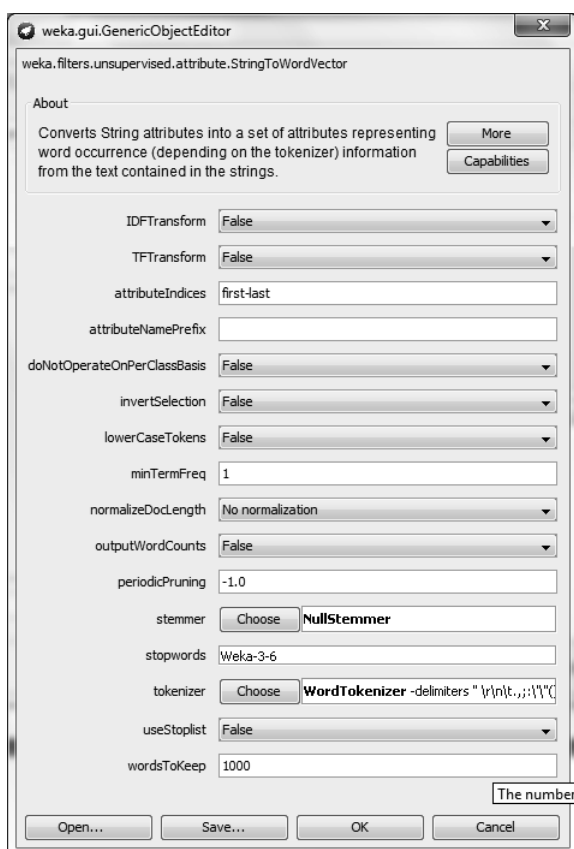 weka.gui.GenericObjectEditor
weka.filters.unsupervised.attribute.StringToWordVector
About
Converts String attributes into a set of attributes representing
word occurrence (depending on the tokenizer) information
from the text contained in the strings.
More
Capabilities
IDFTransform False
TFTransform False
attributeIndices first-last
attributeNamePrefix
doNotOperateOnPerClassBasis False
invertSelection False
lowerCaseTokens False
minTermFreq 1
normalizeDocLength No normalization
outputWordCounts False
periodicPruning -1.0
stemmer Choose NullStemmer
stopwords Weka-3-6
tokenizer Choose WordTokenizer -delimiters " \r\n\t.,;:\'\"()
useStoplist False
wordsToKeep 1000
The number
Open... Save... OK Cancel